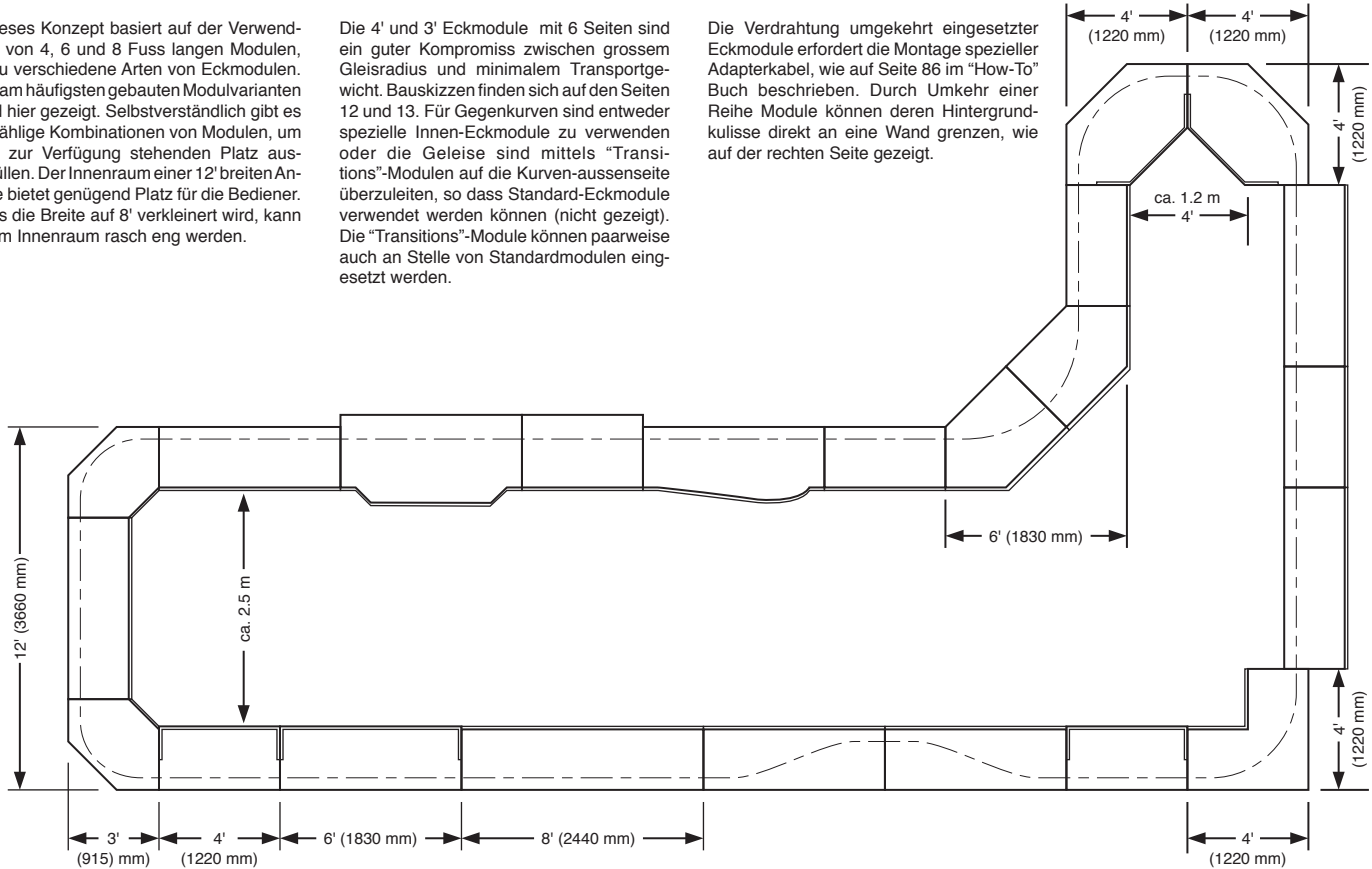 eses Konzept basiert auf der Verwend-
von 4, 6 und 8 Fuss langen Modulen,
u verschiedene Arten von Eckmodulen.
am häufigsten gebauten Modulvarianten
hier gezeigt. Selbstverständlich gibt es
ählige Kombinationen von Modulen, um
zur Verfügung stehenden Platz aus-
üllen. Der Innenraum einer 12' breiten An-
e bietet genügend Platz für die Bediener.
s die Breite auf 8' verkleinert wird, kann
m Innenraum rasch eng werden.
Die 4' und 3' Eckmodule mit 6 Seiten sind
ein guter Kompromiss zwischen grossem
Gleisradius und minimalem Transportge-
wicht. Bauskizzen finden sich auf den Seiten
12 und 13. Für Gegenkurven sind entweder
spezielle Innen-Eckmodule zu verwenden
oder die Geleise sind mittels “Transi-
tions”-Modulen auf die Kurven-aussenseite
überzuleiten, so dass Standard-Eckmodule
verwendet werden können (nicht gezeigt).
Die “Transitions”-Module können paarweise
auch an Stelle von Standardmodulen eing-
esetzt werden.
Die Verdrahtung umgekehrt eingesetzter
Eckmodule erfordert die Montage spezieller
Adapterkabel, wie auf Seite 86 im “How-To”
Buch beschrieben. Durch Umkehr einer
Reihe Module können deren Hintergrund-
kulisse direkt an eine Wand grenzen, wie
auf der rechten Seite gezeigt.
4'
(1220 mm)
4'
(1220 mm)
4'
(1220 mm)
ca. 1.2 m
4'
12' (3660 mm)
ca. 2.5 m
6' (1830 mm)
4'
(1220 mm)
3'
(915) mm)
4'
(1220 mm)
6' (1830 mm)
8' (2440 mm)
4'
(1220 mm)